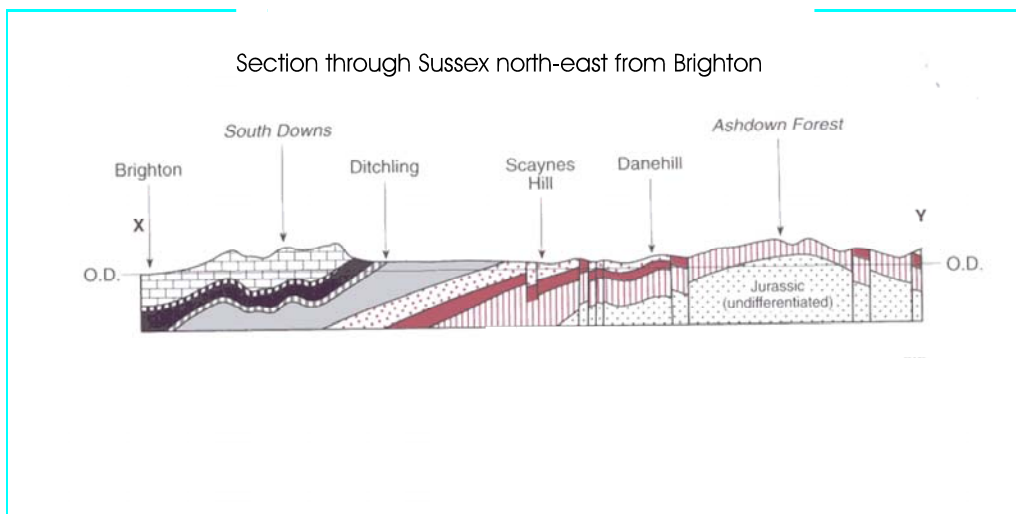 Section through Sussex north-east from Brighton
South Downs
Ashdown Forest
Brighton
Ditchling
Scaynes
Hill
Danehill
X
Y
O.D.
O.D.
Jurassic
(undifferentiated)